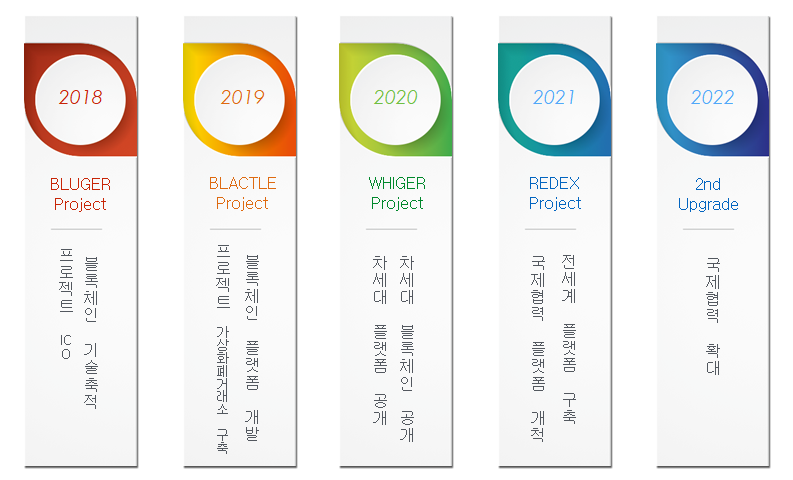 2018
BLUGER
Project
블록체인 기술축적
프로젝트 ICO
2019
BLACTLE
Project
블록체인 플랫폼 개발
프로젝트 가상화폐거래소 구축
2020
WHIGER
Project
차세대 블록체인 공개
차세대 플랫폼 공개
2021
REDEX
Project
전세계 플랫폼 구축
국제협력 플랫폼 개척
2022
2nd
Upgrade
국제협력 확대